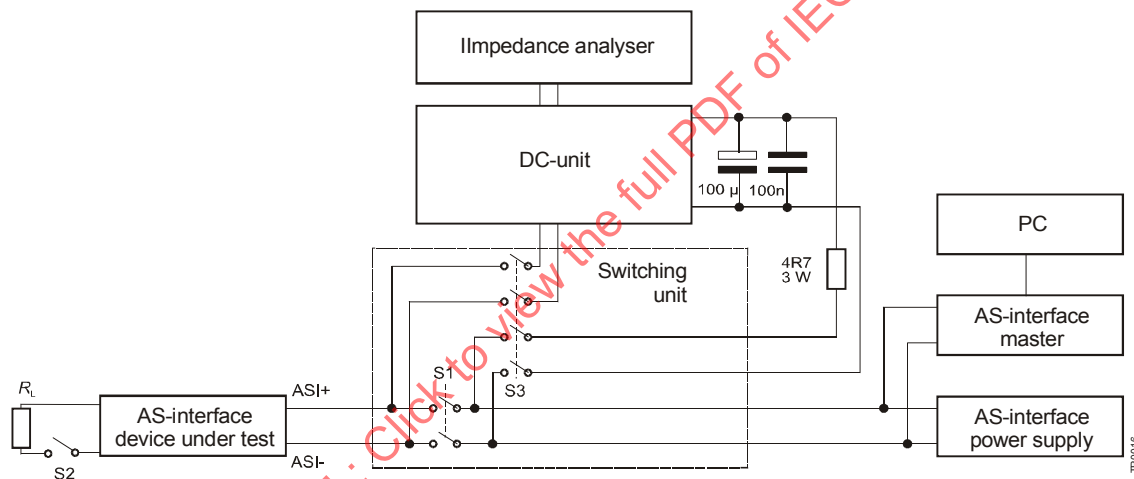 IImpedance analyser
DC-unit
100 µ
100n
4R7
3 W
PC
Switching
unit
AS-interface
master
S1
S3
RL
ASI+
AS-interface
device under test
AS-interface
power supply
ASI-
S2
: Click to view the full PDF of IEC